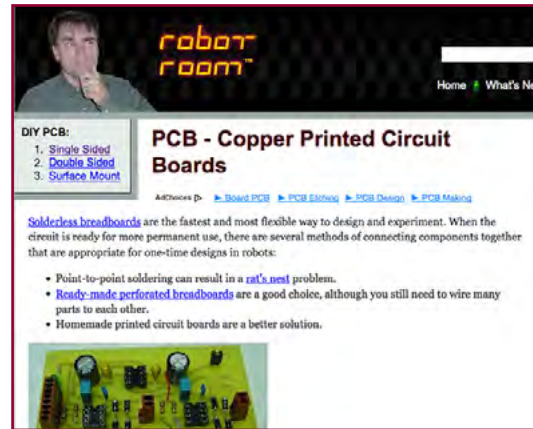 robot
room™
Home What's Ne
DIY PCB:
1. Single Sided
2. Double Sided
3. Surface Mount
PCB - Copper Printed Circuit
Boards
AdChoices ▷ ► Board PCB ► PCB Etching ► PCB Design ► PCB Making
Solderless breadboards are the fastest and most flexible way to design and experiment. When the
circuit is ready for more permanent use, there are several methods of connecting components together
that are appropriate for one-time designs in robots:
• Point-to-point soldering can result in a rat's nest problem.
• Ready-made perforated breadboards are a good choice, although you still need to wire many
parts to each other.
• Homemade printed circuit boards are a better solution.